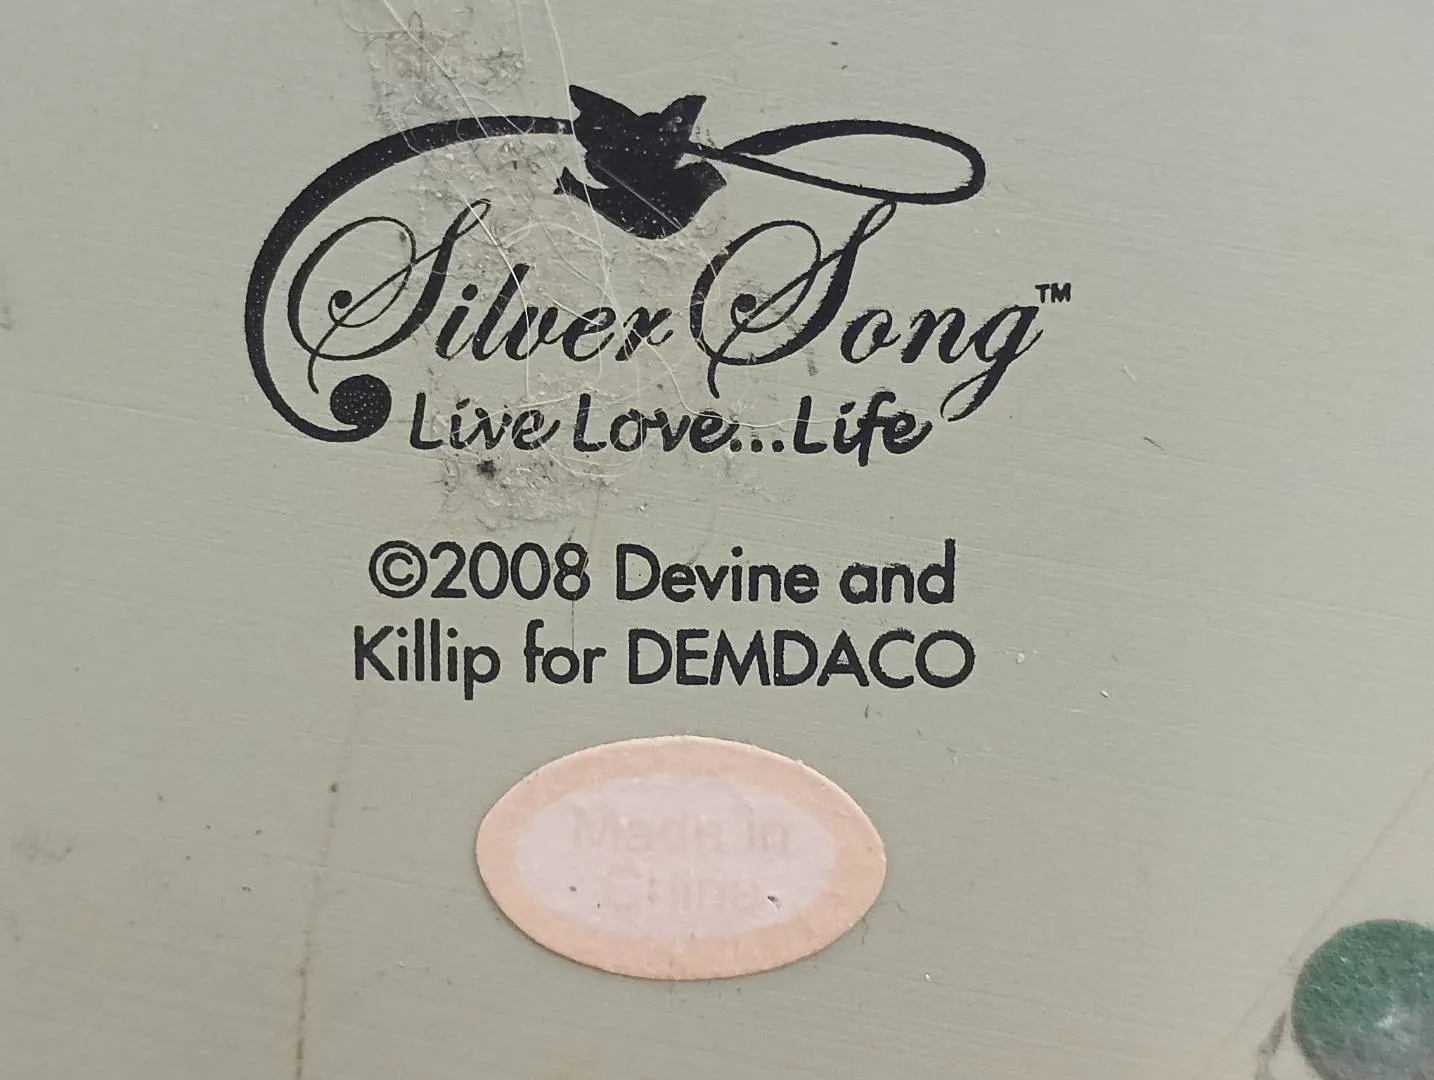 Silver Song™
Live Love...Life
©2008 Devine and
Killip for DEMDACO
Made in
China